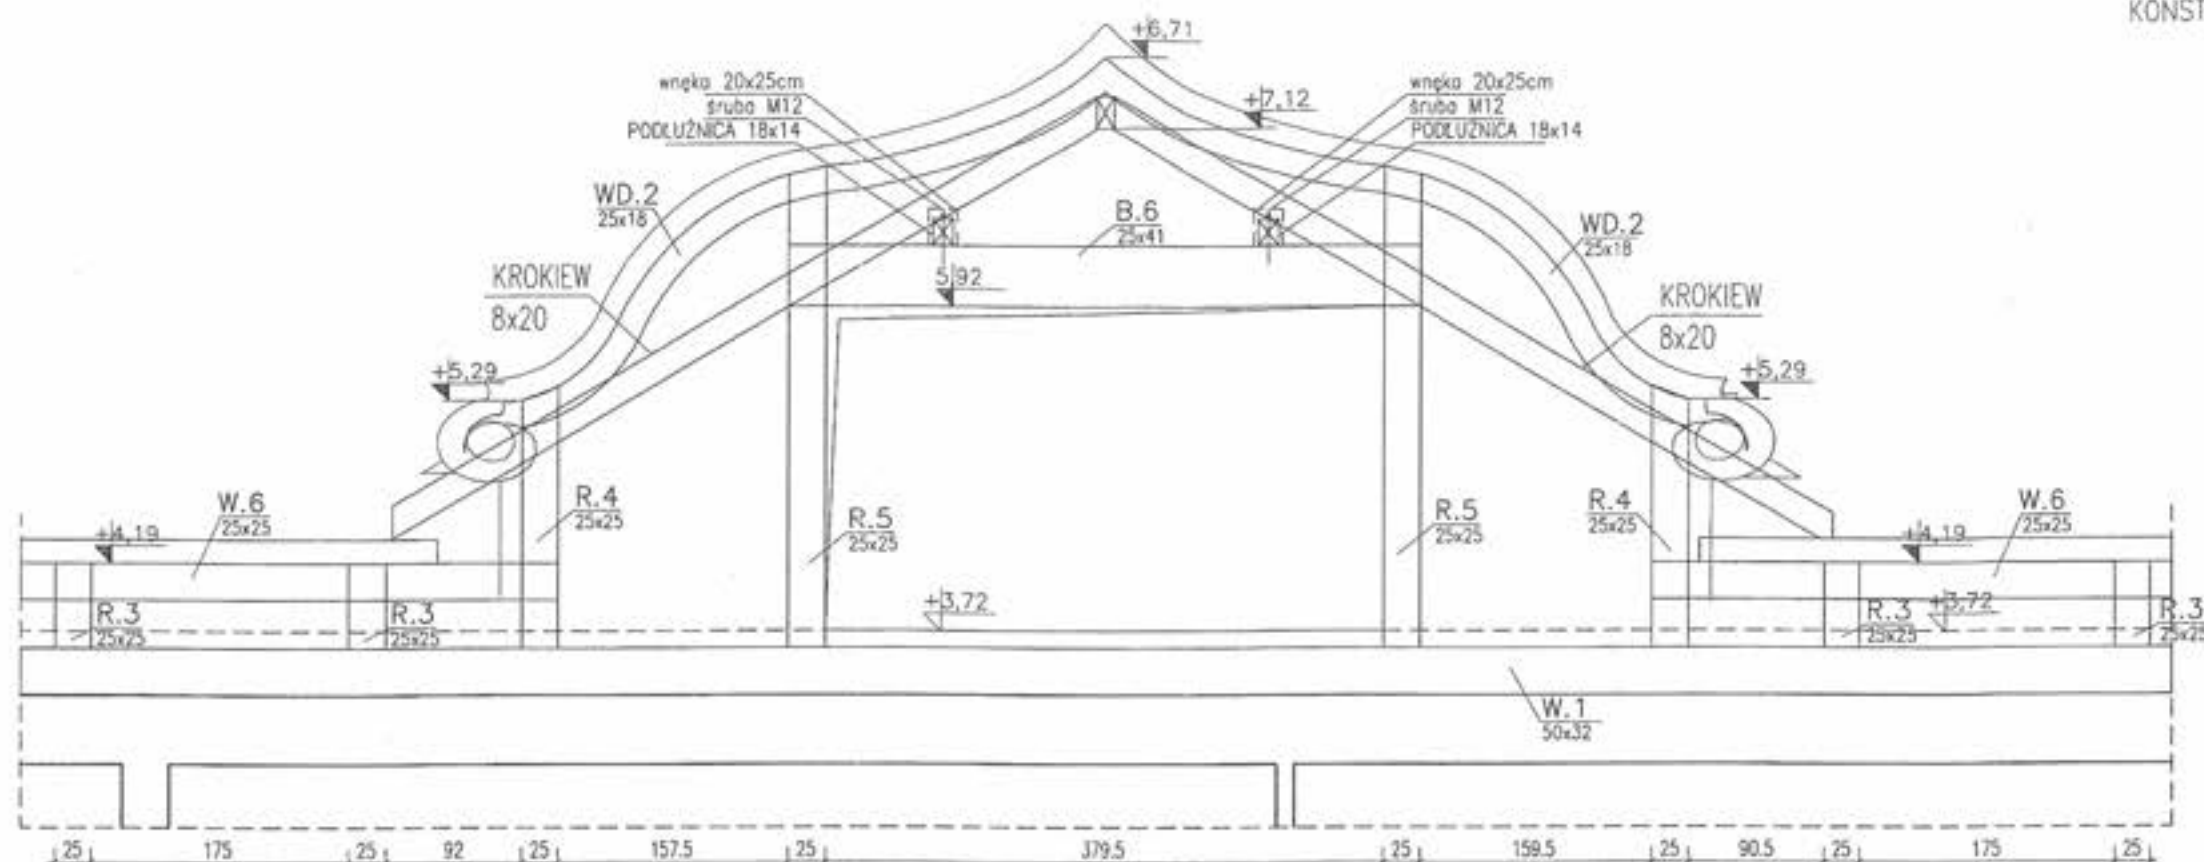 KONST
+6,71
wnęka 20x25cm
śruba M12
PODŁUŻNICA 18x14
+7,12
wnęka 20x25cm
śruba M12
PODŁUŻNICA 18x14
WD.2
25x18
B.6
25x41
WD.2
25x18
KROKIEW
8x20
5,92
KROKIEW
8x20
+5,29
+5,29
W.6
25x25
+4,19
R.4
25x25
R.5
25x25
R.5
25x25
R.4
25x25
W.6
25x25
+4,19
R.3
25x25
R.3
25x25
+3,72
R.3
25x25
+3,72
R.3
25x25
W.1
50x32
25 175 25 92 25 157.5 25 379.5 25 159.5 25 90.5 25 175 25